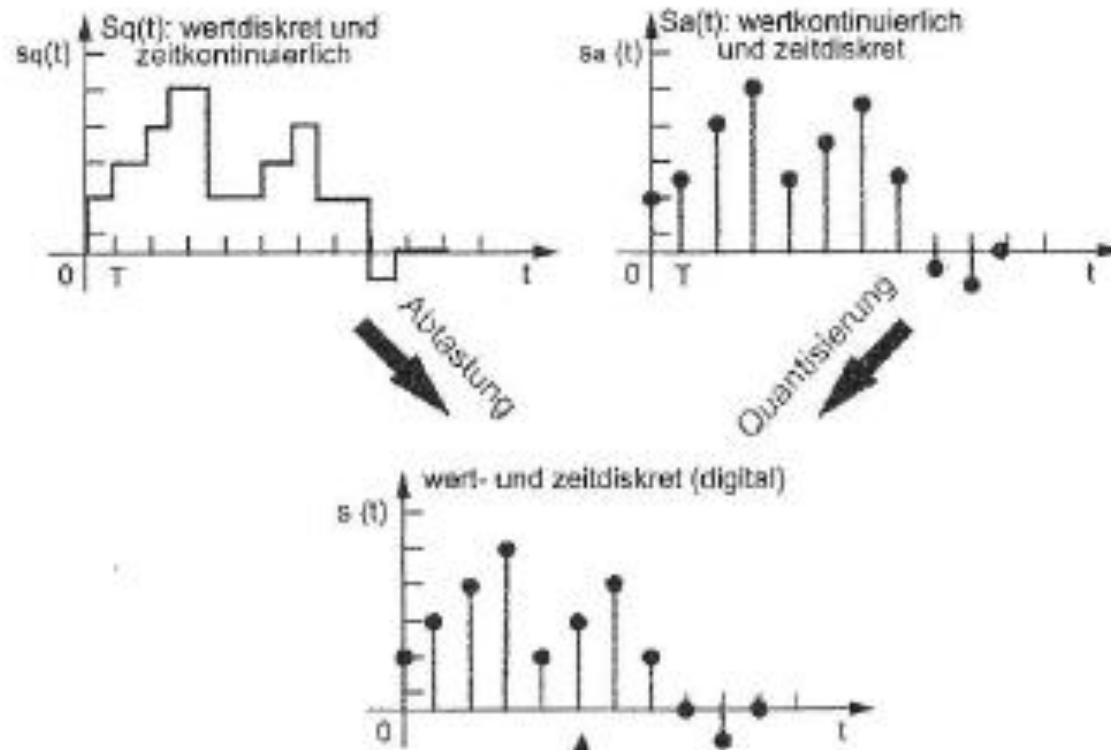 Sq(t): wertdiskret und
zeitkontinuierlich
sq(t)
0 T t
Sa(t): wertkontinuierlich
und zeitdiskret
sa (t)
0 T t
Abtastung
Quantisierung
wert- und zeitdiskret (digital)
s (t)
0 t